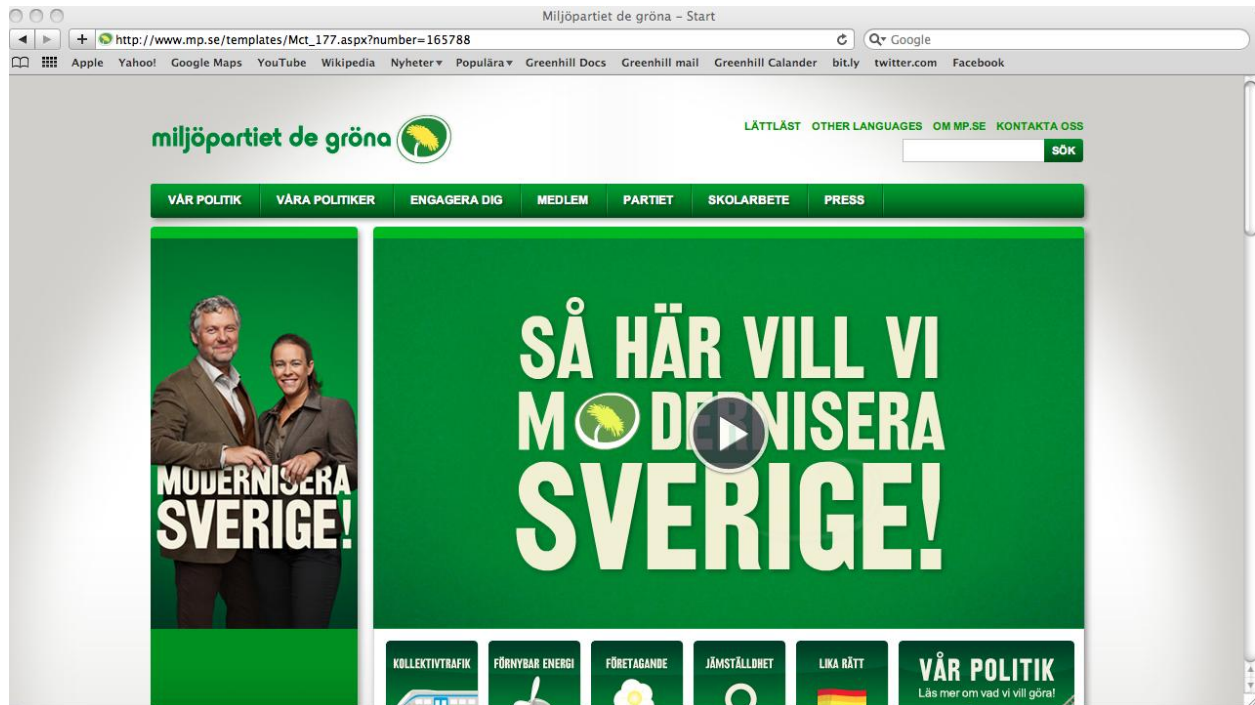 Miljöpartiet de gröna – Start
http://www.mp.se/templates/Mct_177.aspx?number=165788
Google
Apple Yahoo! Google Maps YouTube Wikipedia Nyheter Populära Greenhill Docs Greenhill mail Greenhill Calander bit.ly twitter.com Facebook
miljöpartiet de gröna
LÄTTLÄST OTHER LANGUAGES OM MP.SE KONTAKTA OSS
SÖK
VÅR POLITIK VÅRA POLITIKER ENGAGERA DIG MEDLEM PARTIET SKOLARBETE PRESS
MODERNISERA
SVERIGE!
SÅ HÄR VILL VI
MODERNISERA
SVERIGE!
KOLLEKTIVTRAFIK FÖRNYBAR ENERGI FÖRETAGANDE JÄMSTÄLLDHET LIKA RÄTT
VÅR POLITIK
Läs mer om vad vi vill göra!